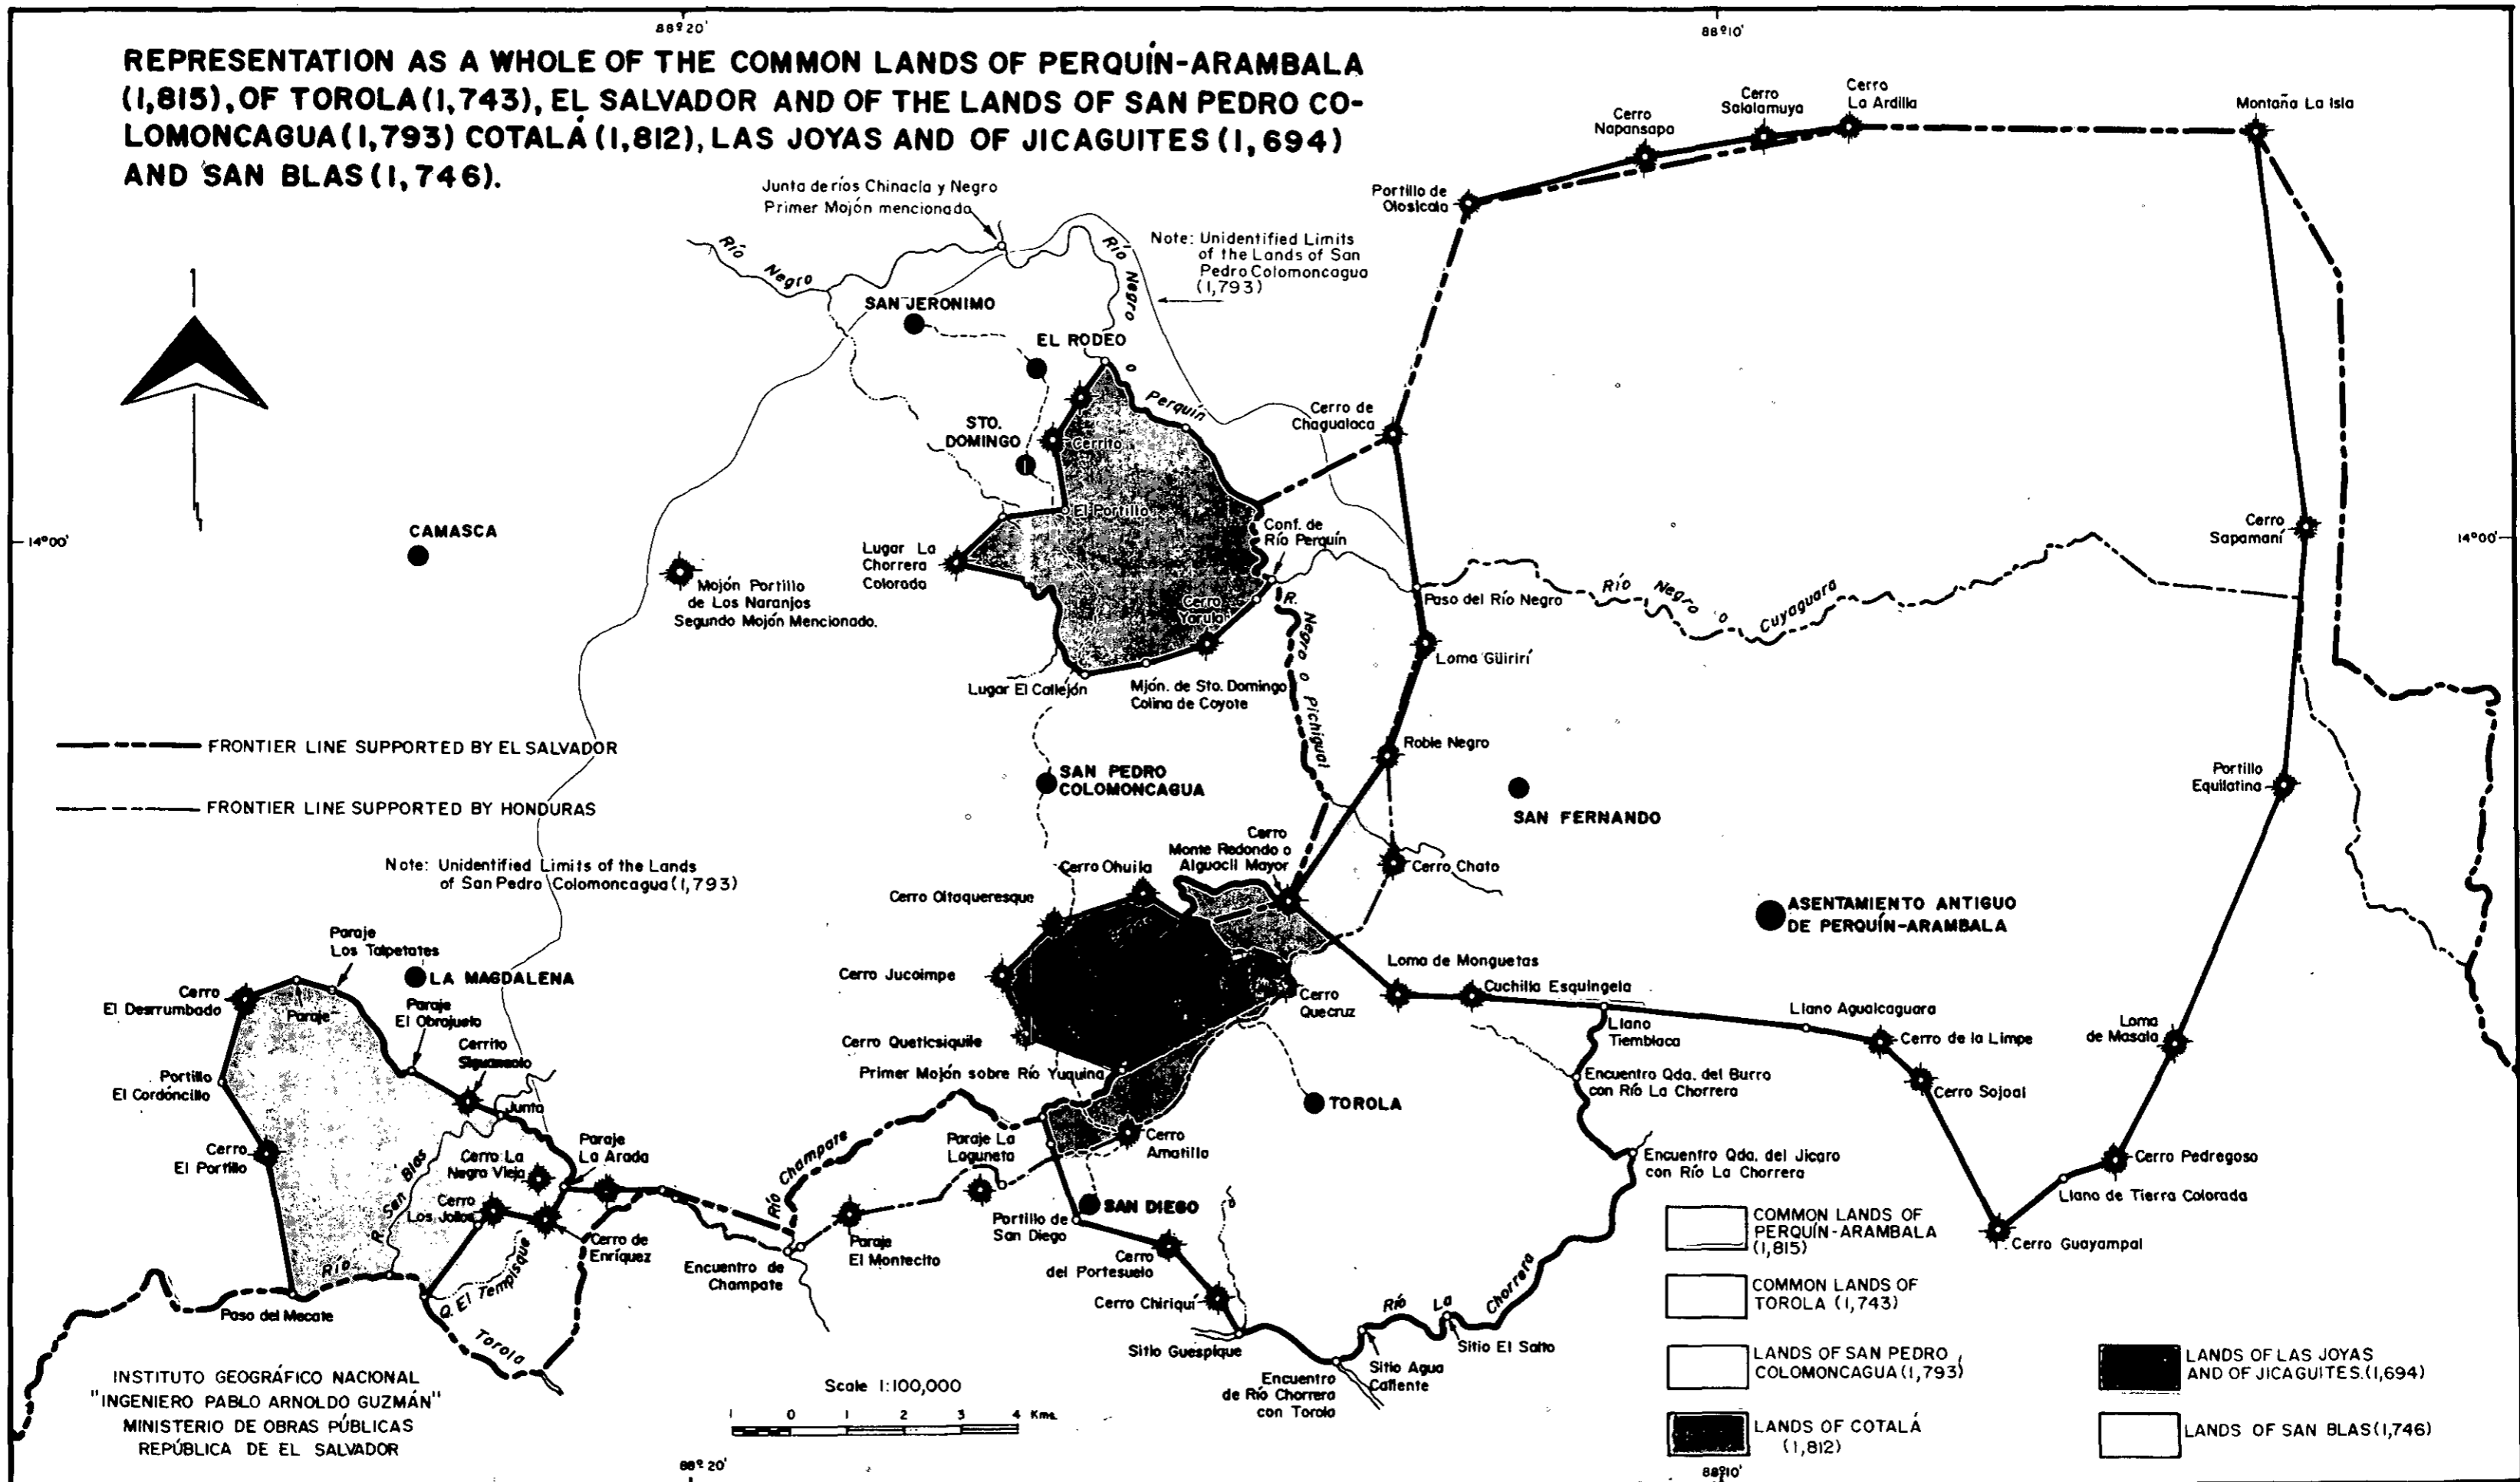 88º20'
88º10'
REPRESENTATION AS A WHOLE OF THE COMMON LANDS OF PERQUÍN-ARAMBALA
(1,815), OF TOROLA(1,743), EL SALVADOR AND OF THE LANDS OF SAN PEDRO CO-
LOMONCAGUA(1,793) COTALÁ (1,812), LAS JOYAS AND OF JICAGUITES (1,694)
AND SAN BLAS(1,746).
Cerro
Napansapa
Cerro
Salalamuya
Cerro
La Ardilla
Montaña La Isla
Portillo de
Olosicala
Junta de ríos Chinacla y Negro
Primer Mojón mencionado
Río Negro
Río Negro o Perquín
Note: Unidentified Limits
of the Lands of San
Pedro Colomoncagua
(1,793)
SAN JERONIMO
EL RODEO
STO.
DOMINGO
Cerrito
El Portillo
Cerro de
Chagualaca
Conf. de
Río Perquín
Cerro
Sapamaní
14º00'
14º00'
CAMASCA
Lugar La
Chorrera
Colorada
Mojón Portillo
de Los Naranjos
Segundo Mojón Mencionado.
Cerro
Yarula
R. Negro o Pichigual
Paso del Río Negro
Río Negro o Cuyaguara
Loma Güirirí
Lugar El Callejón
Mjón. de Sto. Domingo
Colina de Coyote
FRONTIER LINE SUPPORTED BY EL SALVADOR
FRONTIER LINE SUPPORTED BY HONDURAS
Roble Negro
SAN PEDRO
COLOMONCAGUA
SAN FERNANDO
Portillo
Equilatina
Note: Unidentified Limits of the Lands
of San Pedro Colomoncagua (1,793)
Cerro Ohuila
Cerro
Monte Redondo o
Alguacil Mayor
Cerro Chato
Cerro Oltaqueresque
ASENTAMIENTO ANTIGUO
DE PERQUÍN-ARAMBALA
Paraje
Los Talpetates
LA MAGDALENA
Cerro
El Desrrumbado
Paraje
Paraje
El Obrajuelo
Cerro Jucoimpe
Cerro
Quecruz
Loma de Monguetas
Cuchilla Esquingela
Llano
Tiemblaca
Llano Agualcaguara
Cerro de la Limpe
Loma
de Masala
Cerrito
Siguamealo
Cerro Queticsiquile
Primer Mojón sobre Río Yuquina
Portillo
El Cordoncillo
Junta
Encuentro Qda. del Burro
con Río La Chorrera
Cerro Sojoal
TOROLA
Cerro
El Portillo
R. San Blas
Cerro La
Negra Vieja
Paraje
La Arada
Río Champate
Paraje La
Laguneta
Cerro
Amatillo
Encuentro Qda. del Jicaro
con Río La Chorrera
Cerro Pedregoso
Llano de Tierra Colorada
Cerro
Los Jollos
SAN DIEGO
Portillo de
San Diego
Cerro Guayampal
Cerro de
Enríquez
Encuentro de
Champate
Paraje
El Montecito
Cerro
del Portesuelo
Cerro Chiriquí
Río
Q. El Tempisque
Torola
Paso del Mecate
Sitio Guespique
Río La Chorrera
Sitio El Salto
Sitio Agua
Caliente
Encuentro
de Río Chorrera
con Torola
COMMON LANDS OF
PERQUÍN-ARAMBALA
(1,815)
COMMON LANDS OF
TOROLA (1,743)
LANDS OF SAN PEDRO
COLOMONCAGUA (1,793)
LANDS OF COTALÁ
(1,812)
LANDS OF LAS JOYAS
AND OF JICAGUITES.(1,694)
LANDS OF SAN BLAS(1,746)
INSTITUTO GEOGRÁFICO NACIONAL
"INGENIERO PABLO ARNOLDO GUZMÁN"
MINISTERIO DE OBRAS PÚBLICAS
REPÚBLICA DE EL SALVADOR
Scale 1:100,000
1 0 1 2 3 4 Kms.
88º20'
88º10'